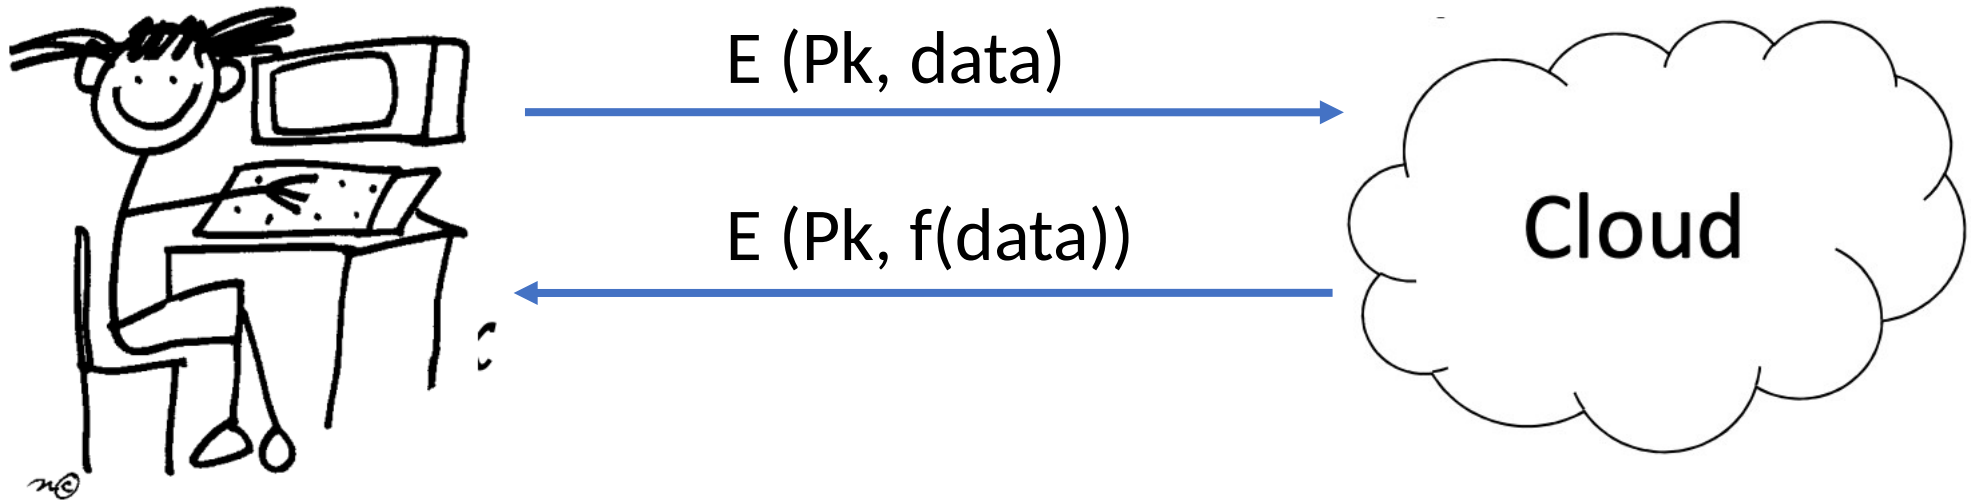 E (Pk, data)
E (Pk, f(data))
Cloud